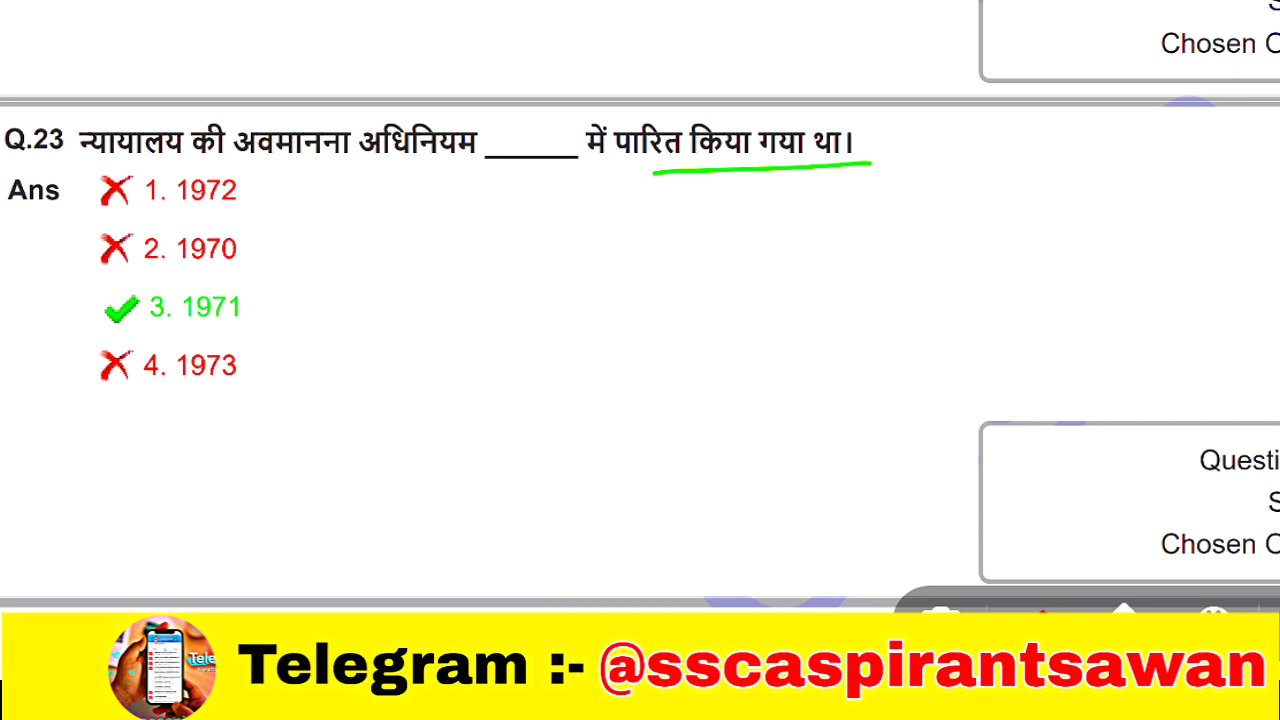 Chosen
Q.23 न्यायालय की अवमानना अधिनियम ______ में पारित किया गया था।
Ans 1. 1972
2. 1970
3. 1971
4. 1973
Questi
Chosen
Telegram :- @sscaspirantsawan